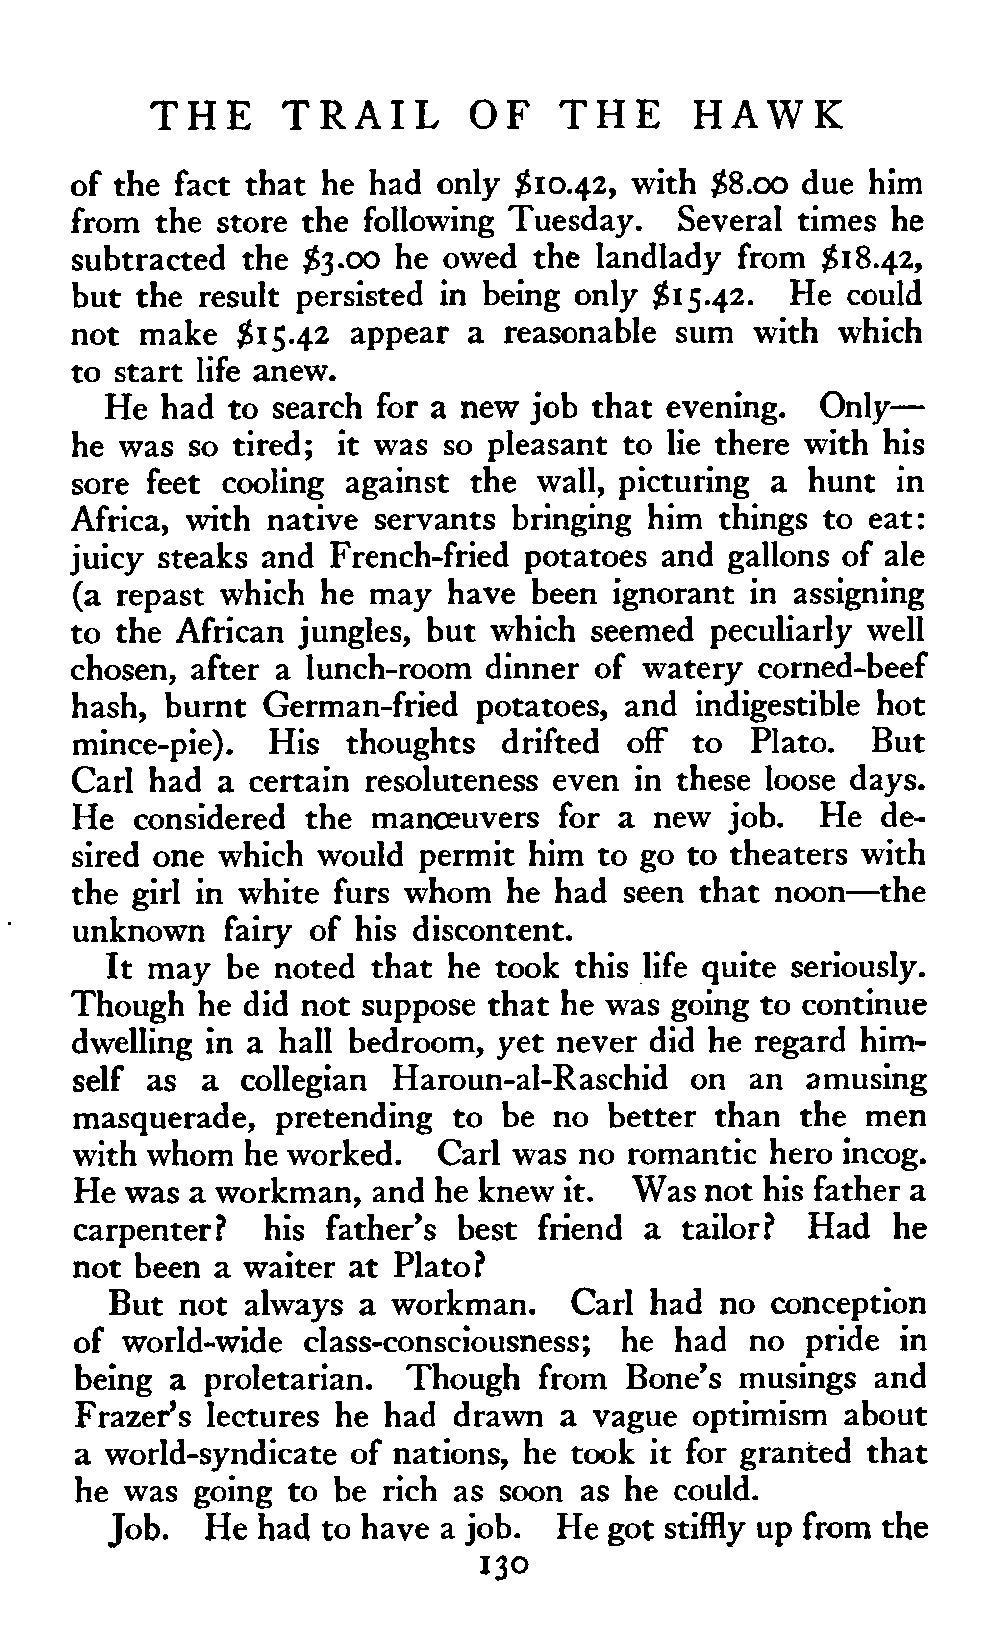 THE TRAIL OF THE HAWK
of the fact that he had only $10.42, with $8.00 due him
from the store the following Tuesday. Several times he
subtracted the $3.00 he owed the landlady from $18.42,
but the result persisted in being only $15.42. He could
not make $15.42 appear a reasonable sum with which
to start life anew.
He had to search for a new job that evening. Only—
he was so tired; it was so pleasant to lie there with his
sore feet cooling against the wall, picturing a hunt in
Africa, with native servants bringing him things to eat:
juicy steaks and French-fried potatoes and gallons of ale
(a repast which he may have been ignorant in assigning
to the African jungles, but which seemed peculiarly well
chosen, after a lunch-room dinner of watery corned-beef
hash, burnt German-fried potatoes, and indigestible hot
mince-pie). His thoughts drifted off to Plato. But
Carl had a certain resoluteness even in these loose days.
He considered the manœuvers for a new job. He de-
sired one which would permit him to go to theaters with
the girl in white furs whom he had seen that noon—the
unknown fairy of his discontent.
It may be noted that he took this life quite seriously.
Though he did not suppose that he was going to continue
dwelling in a hall bedroom, yet never did he regard him-
self as a collegian Haroun-al-Raschid on an amusing
masquerade, pretending to be no better than the men
with whom he worked. Carl was no romantic hero incog.
He was a workman, and he knew it. Was not his father a
carpenter? his father's best friend a tailor? Had he
not been a waiter at Plato?
But not always a workman. Carl had no conception
of world-wide class-consciousness; he had no pride in
being a proletarian. Though from Bone's musings and
Frazer's lectures he had drawn a vague optimism about
a world-syndicate of nations, he took it for granted that
he was going to be rich as soon as he could.
Job. He had to have a job. He got stiffly up from the
130